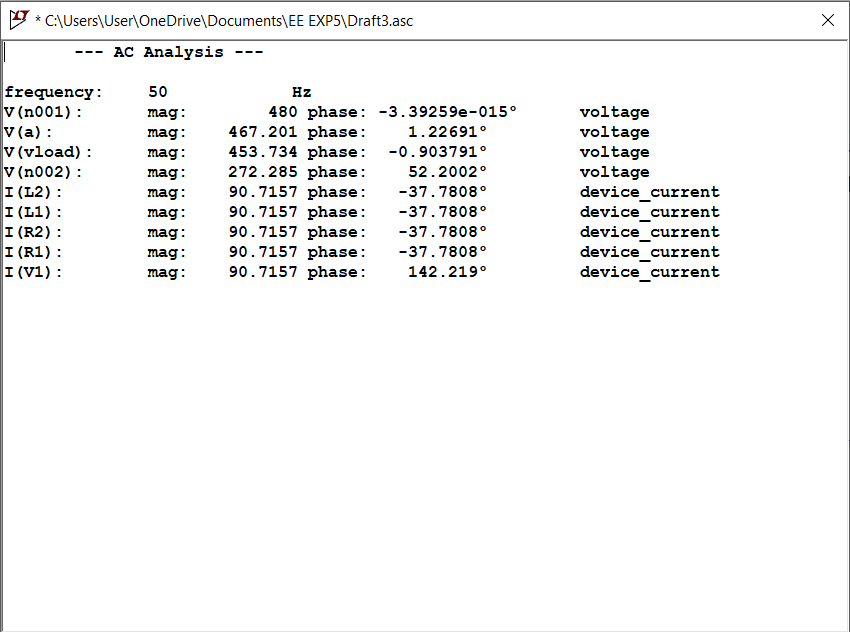 * C:\Users\User\OneDrive\Documents\EE EXP5\Draft3.asc
--- AC Analysis ---
frequency: 50 Hz
V(n001): mag: 480 phase: -3.39259e-015° voltage
V(a): mag: 467.201 phase: 1.22691° voltage
V(vload): mag: 453.734 phase: -0.903791° voltage
V(n002): mag: 272.285 phase: 52.2002° voltage
I(L2): mag: 90.7157 phase: -37.7808° device_current
I(L1): mag: 90.7157 phase: -37.7808° device_current
I(R2): mag: 90.7157 phase: -37.7808° device_current
I(R1): mag: 90.7157 phase: -37.7808° device_current
I(V1): mag: 90.7157 phase: 142.219° device_current